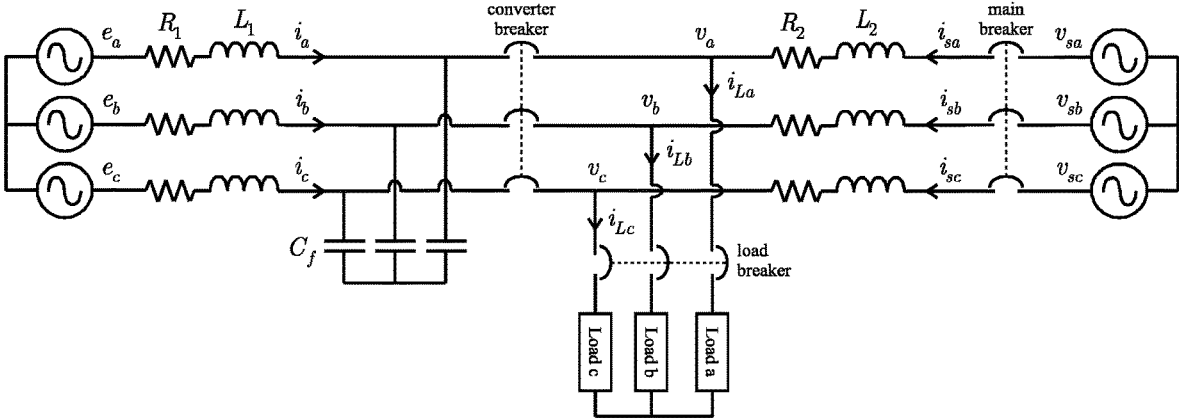 converter
breaker
main
breaker
e_a R_1 L_1 i_a v_a R_2 L_2 i_sa v_sa
i_La
e_b i_b v_b i_sb v_sb
i_Lb
e_c i_c v_c i_sc v_sc
i_Lc
C_f
load
breaker
Load c
Load b
Load a